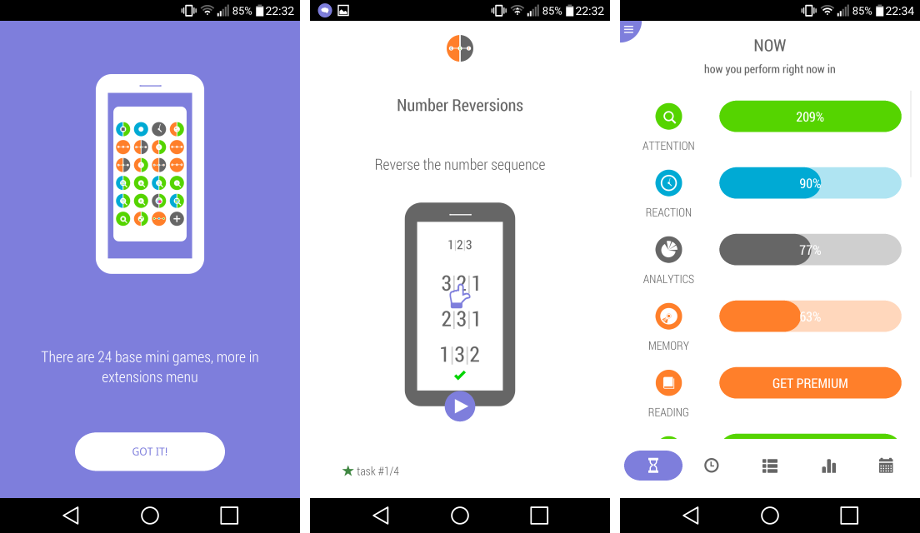 85% 22:32
There are 24 base mini games, more in
extensions menu
GOT IT!
85% 22:32
Number Reversions
Reverse the number sequence
1|2|3
3|2|1
2|3|1
1|3|2
task #1/4
85% 22:34
NOW
how you perform right now in
ATTENTION 209%
REACTION 90%
ANALYTICS 77%
MEMORY 63%
READING GET PREMIUM